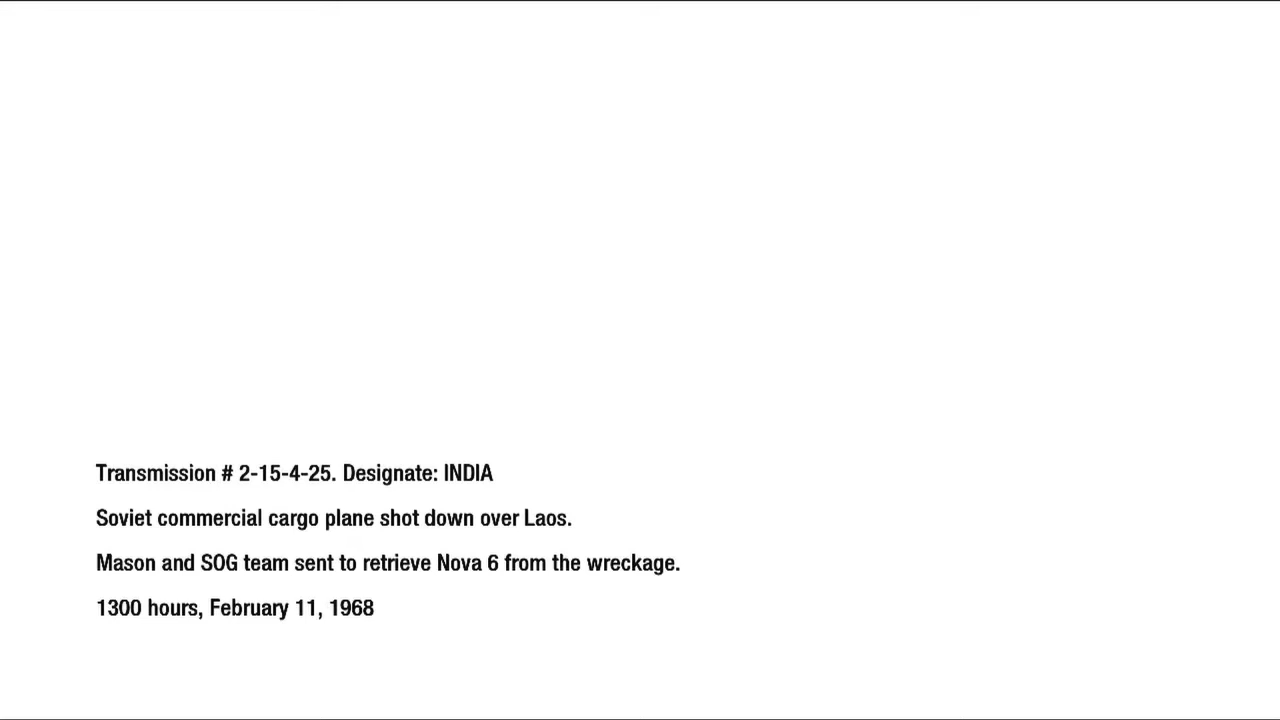 Transmission # 2-15-4-25. Designate: INDIA
Soviet commercial cargo plane shot down over Laos.
Mason and SOG team sent to retrieve Nova 6 from the wreckage.
1300 hours, February 11, 1968